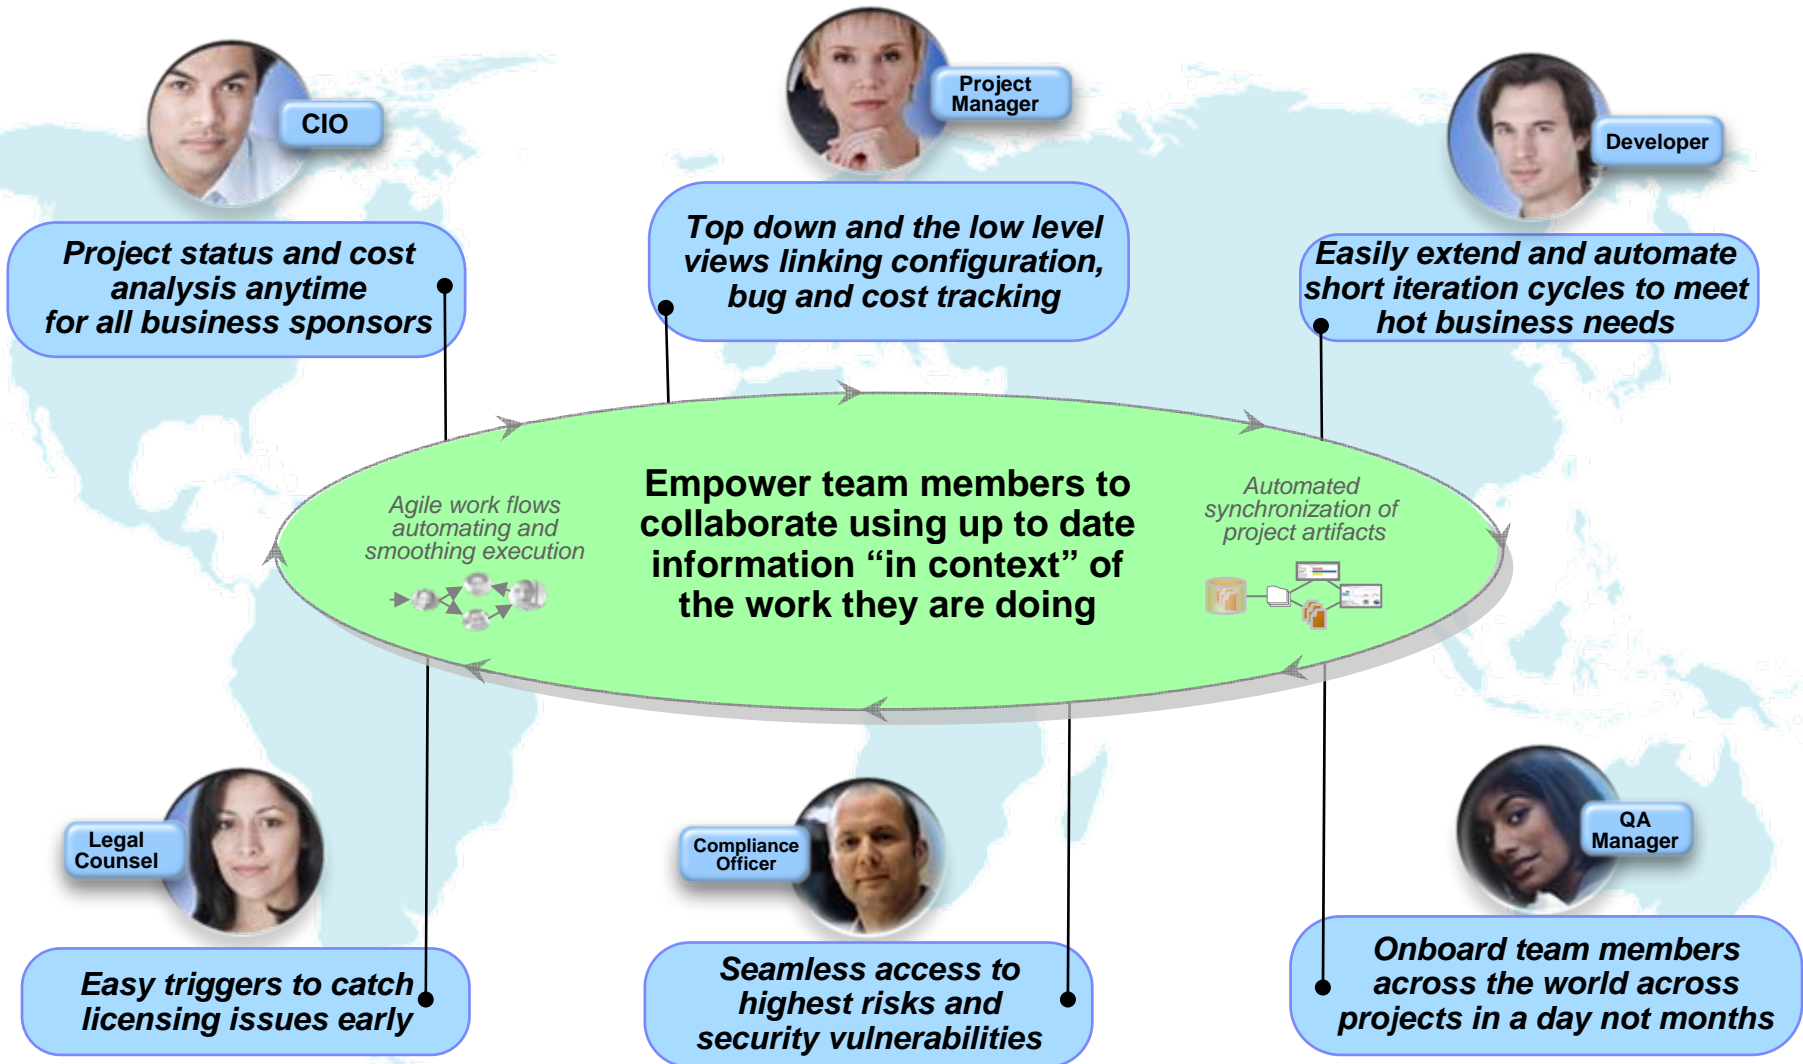 CIO
Project status and cost
analysis anytime
for all business sponsors
Project
Manager
Top down and the low level
views linking configuration,
bug and cost tracking
Developer
Easily extend and automate
short iteration cycles to meet
hot business needs
Agile work flows
automating and
smoothing execution
Empower team members to
collaborate using up to date
information “in context” of
the work they are doing
Automated
synchronization of
project artifacts
Legal
Counsel
Easy triggers to catch
licensing issues early
Compliance
Officer
Seamless access to
highest risks and
security vulnerabilities
QA
Manager
Onboard team members
across the world across
projects in a day not months